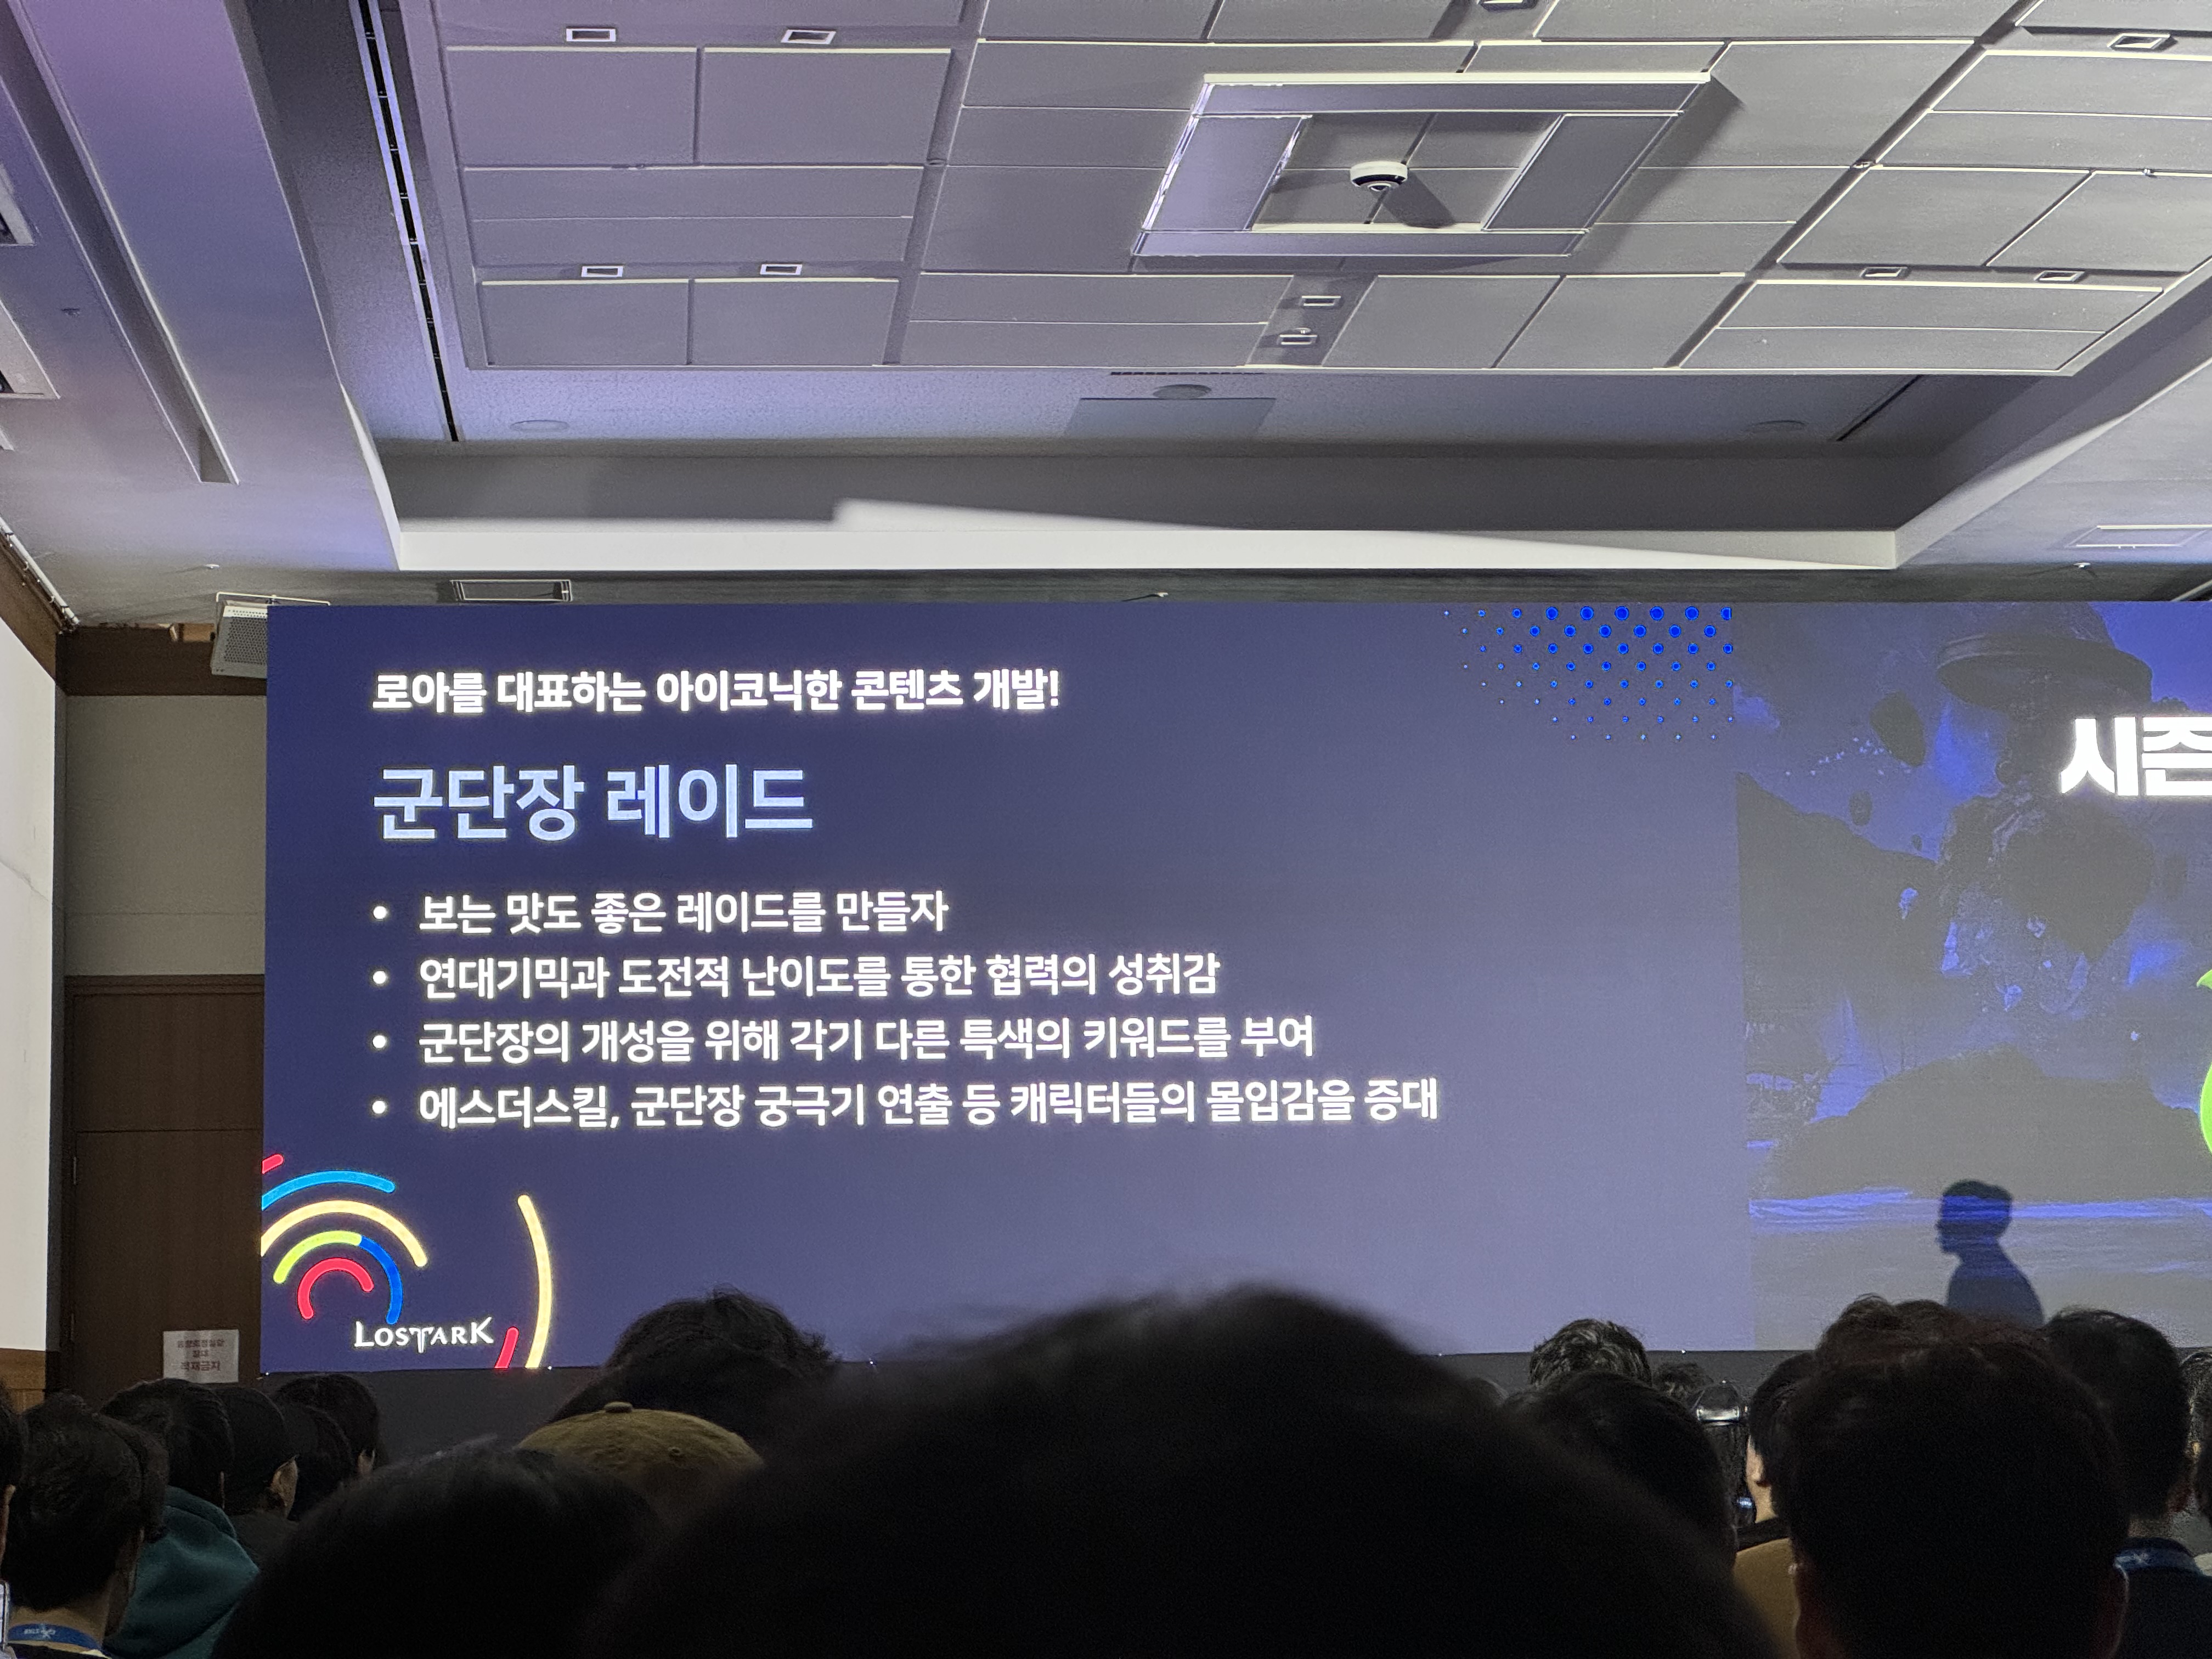 로아를 대표하는 아이코닉한 콘텐츠 개발!
군단장 레이드
• 보는 맛도 좋은 레이드를 만들자
• 연대기믹과 도전적 난이도를 통한 협력의 성취감
• 군단장의 개성을 위해 각기 다른 특색의 키워드를 부여
• 에스더스킬, 군단장 궁극기 연출 등 캐릭터들의 몰입감을 증대
LOSTARK
시즌